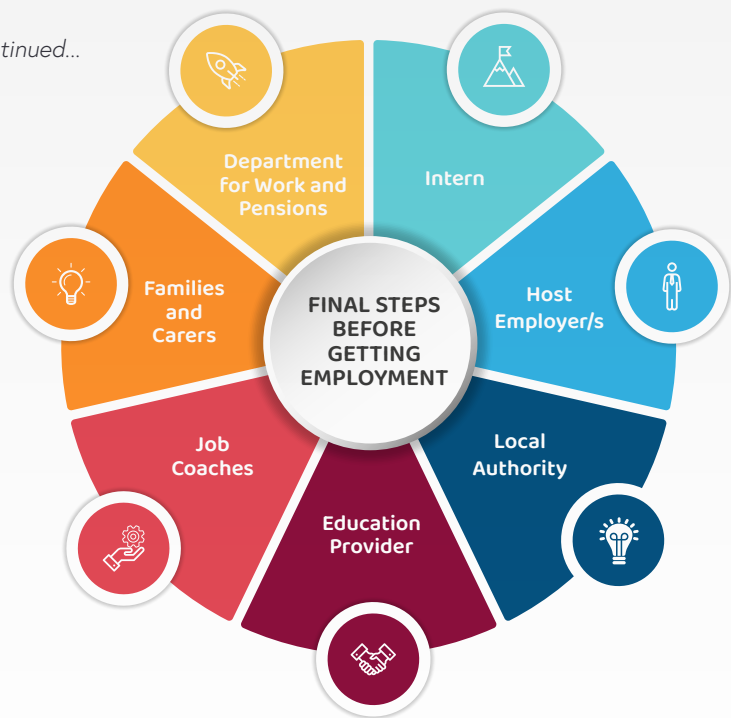 tinued...
Department
for Work and
Pensions
Intern
Host
Employer/s
Local
Authority
Education
Provider
Job
Coaches
Families
and
Carers
FINAL STEPS
BEFORE
GETTING
EMPLOYMENT